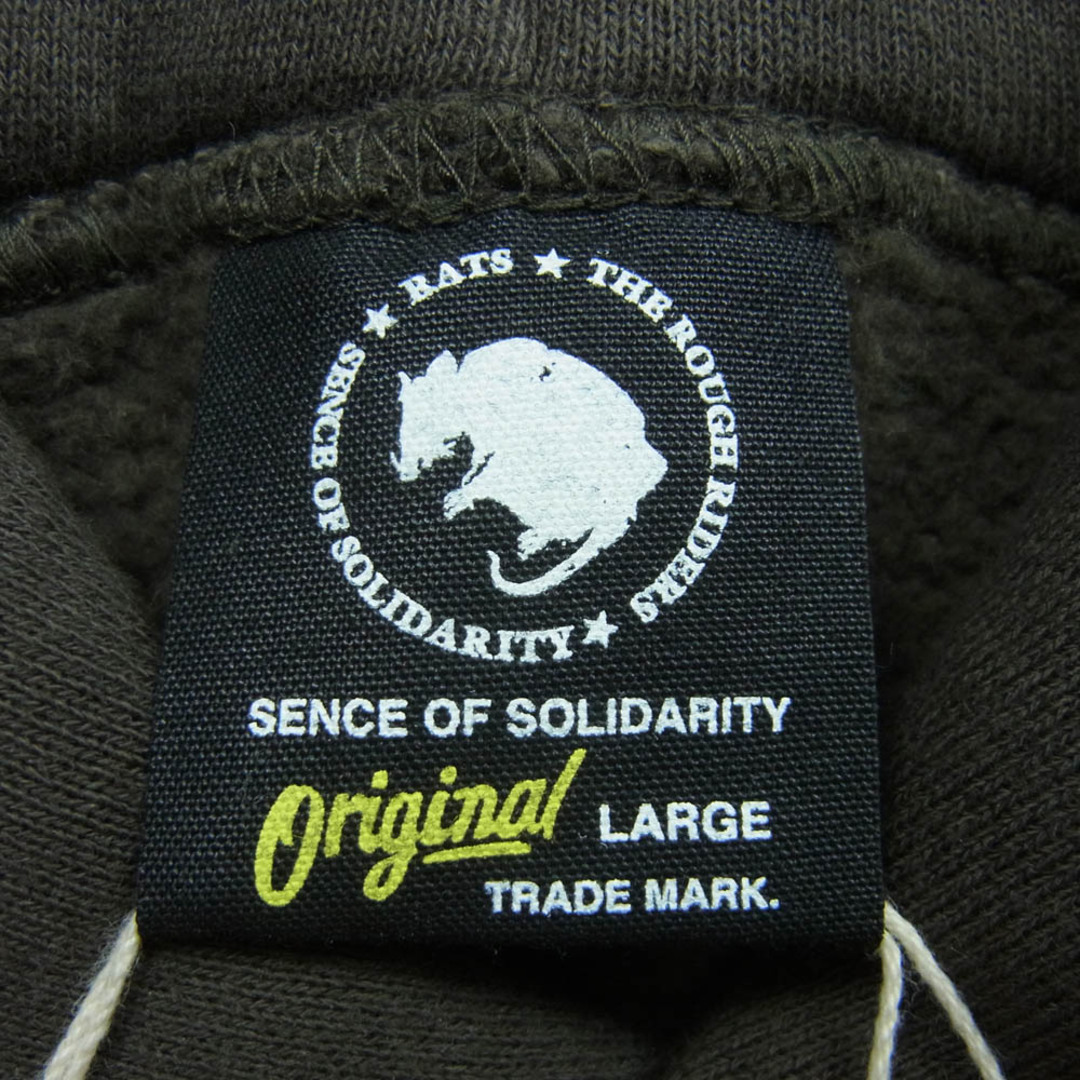 RATS ★ THE ROUGH RIDERS ★ SENCE OF SOLIDARITY ★
SENCE OF SOLIDARITY
Original LARGE
TRADE MARK.